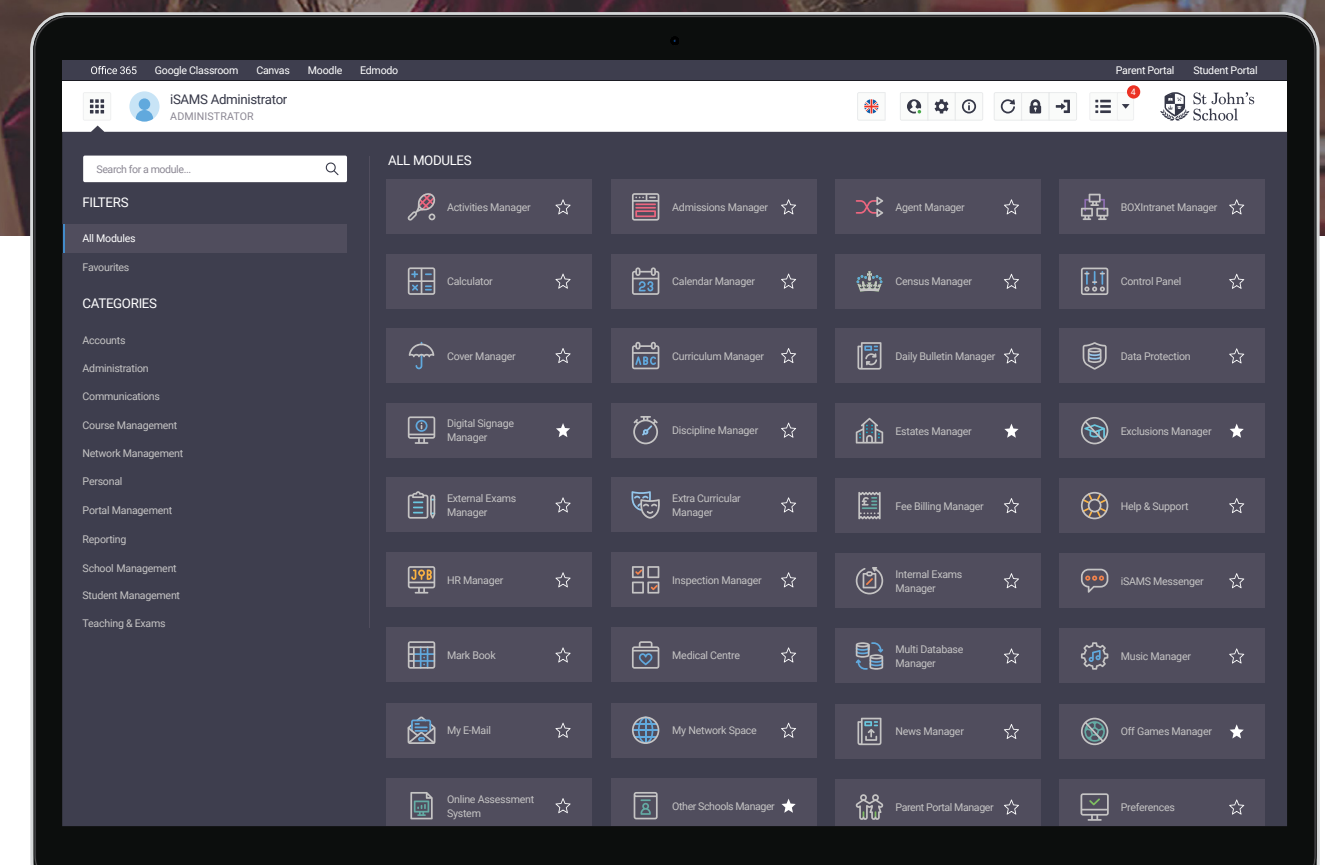 Office 365 Google Classroom Canvas Moodle Edmodo Parent Portal Student Portal
iSAMS Administrator
ADMINISTRATOR
4
St John's
School
Search for a module...
FILTERS
All Modules
Favourites
CATEGORIES
Accounts
Administration
Communications
Course Management
Network Management
Personal
Portal Management
Reporting
School Management
Student Management
Teaching & Exams
ALL MODULES
Activities Manager
Admissions Manager
Agent Manager
BOXIntranet Manager
Calculator
23
Calendar Manager
Census Manager
Control Panel
Cover Manager
ABC
Curriculum Manager
Daily Bulletin Manager
Data Protection
Digital Signage
Manager
Discipline Manager
Estates Manager
Exclusions Manager
External Exams
Manager
Extra Curricular
Manager
£
Fee Billing Manager
Help & Support
JOB
HR Manager
Inspection Manager
Internal Exams
Manager
iSAMS Messenger
Mark Book
Medical Centre
Multi Database
Manager
Music Manager
My E-Mail
My Network Space
News Manager
Off Games Manager
Online Assessment
System
Other Schools Manager
Parent Portal Manager
Preferences